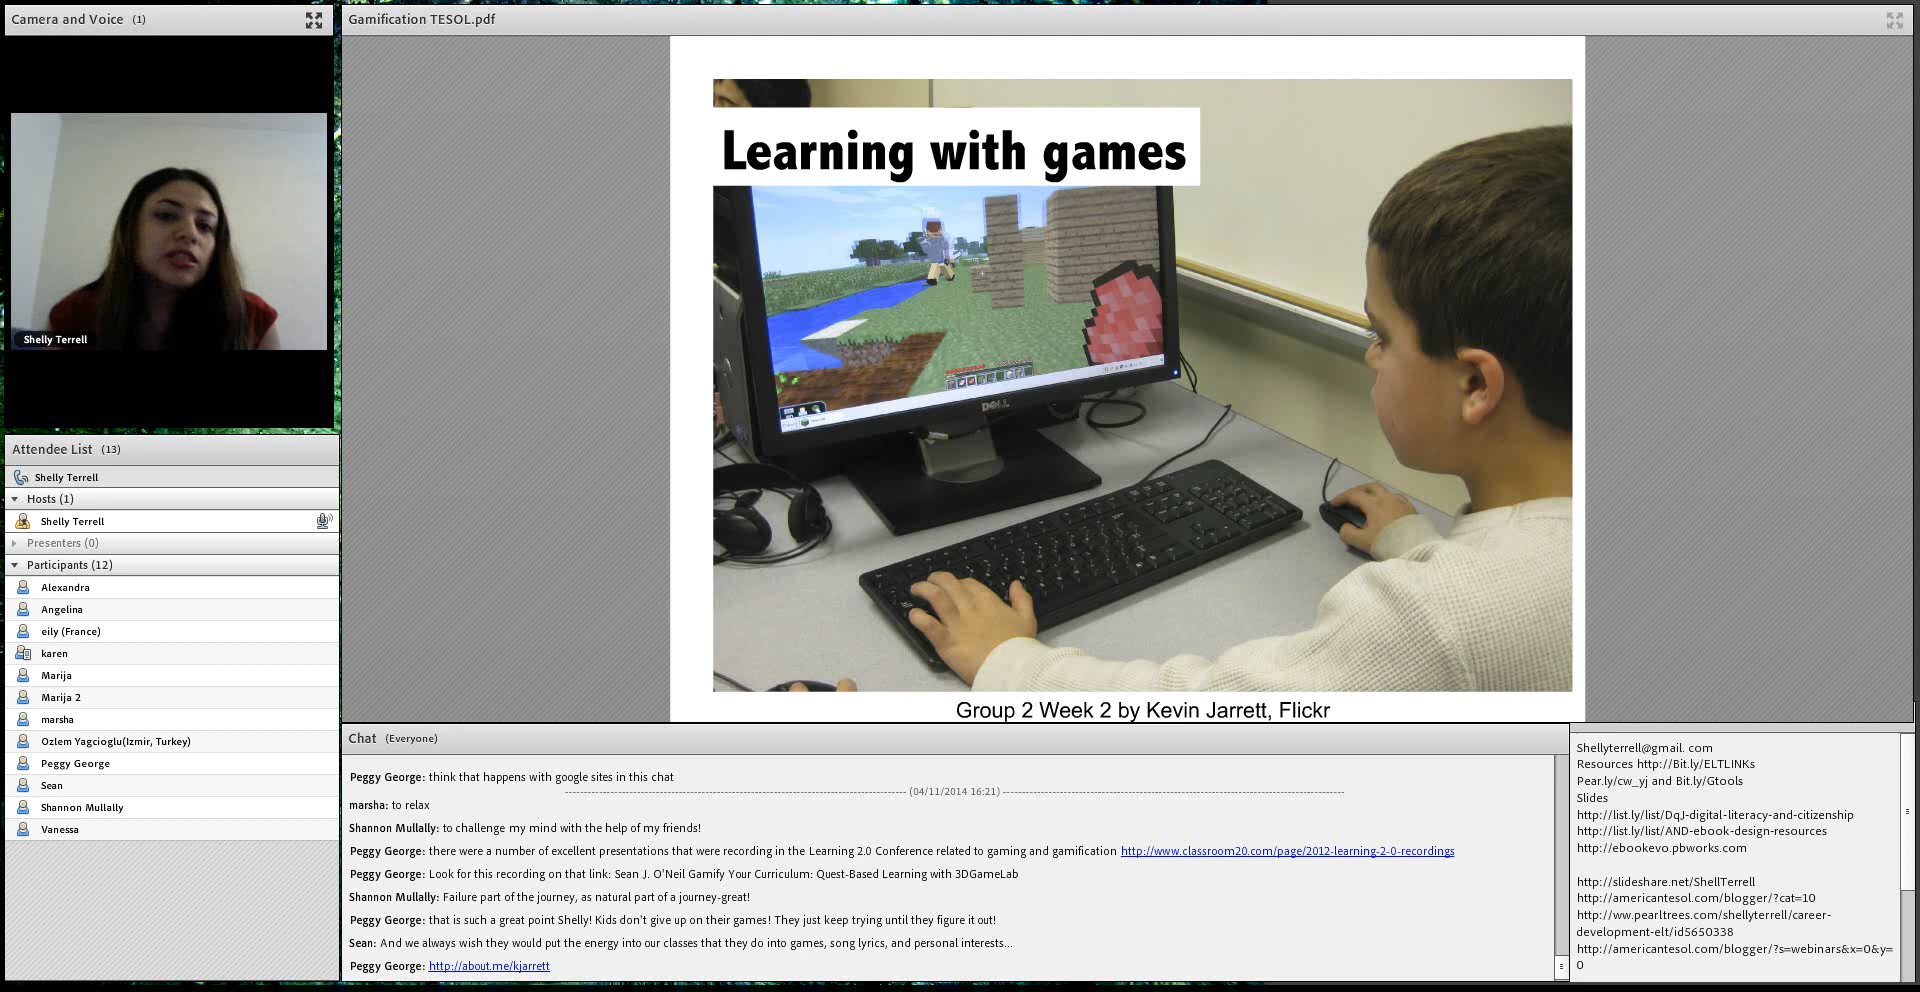 Camera and Voice (1)
Shelly Terrell
Attendee List (13)
Shelly Terrell
Hosts (1)
Shelly Terrell
Presenters (0)
Participants (12)
Alexandra
Angelina
eily (France)
karen
Marija
Marija 2
marsha
Ozlem Yagcioglu(Izmir, Turkey)
Peggy George
Sean
Shannon Mullally
Vanessa
Gamification TESOL.pdf
Learning with games
DELL
Group 2 Week 2 by Kevin Jarrett, Flickr
Chat (Everyone)
Peggy George: think that happens with google sites in this chat
(04/11/2014 16:21)
marsha: to relax
Shannon Mullally: to challenge my mind with the help of my friends!
Peggy George: there were a number of excellent presentations that were recording in the Learning 2.0 Conference related to gaming and gamification http://www.classroom20.com/page/2012-learning-2-0-recordings
Peggy George: Look for this recording on that link: Sean J. O'Neil Gamify Your Curriculum: Quest-Based Learning with 3DGameLab
Shannon Mullally: Failure part of the journey, as natural part of a journey-great!
Peggy George: that is such a great point Shelly! Kids don't give up on their games! They just keep trying until they figure it out!
Sean: And we always wish they would put the energy into our classes that they do into games, song lyrics, and personal interests...
Peggy George: http://about.me/kjarrett
Shellyterrell@gmail. com
Resources http://Bit.ly/ELTLINKs
Pear.ly/cw_yj and Bit.ly/Gtools
Slides
http://list.ly/list/DqJ-digital-literacy-and-citizenship
http://list.ly/list/AND-ebook-design-resources
http://ebookevo.pbworks.com
http://slideshare.net/ShellTerrell
http://americantesol.com/blogger/?cat=10
http://ww.pearltrees.com/shellyterrell/career-
development-elt/id5650338
http://americantesol.com/blogger/?s=webinars&x=0&y=
0